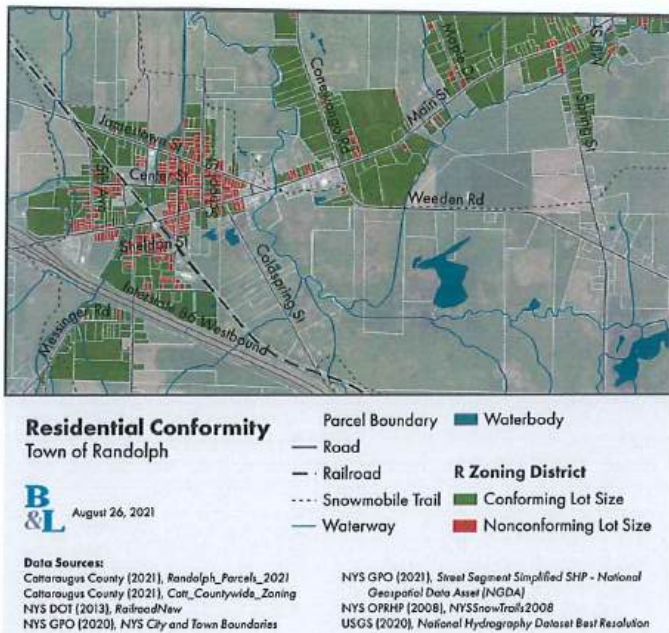 Jamestown St
Center St
Sheldon St
Conewango Rd
Main St
Maple Dr
Mill St
Spring St
Weeden Rd
Coldspring St
Interstate 86 Westbound
Messinger Rd
Residential Conformity
Town of Randolph
B
&L
August 26, 2021
Parcel Boundary
Road
Railroad
Snowmobile Trail
Waterway
Waterbody
R Zoning District
Conforming Lot Size
Nonconforming Lot Size
Data Sources:
Cattaraugus County (2021), Randolph_Parcels_2021
Cattaraugus County (2021), Catt_Countywide_Zoning
NYS DOT (2013), RailroadNew
NYS GPO (2020), NYS City and Town Boundaries
NYS GPO (2021), Street Segment Simplified SHP - National
Geospatial Data Asset (NGDA)
NYS OPRHP (2008), NYSSnowTrails2008
USGS (2020), National Hydrography Dataset Best Resolution